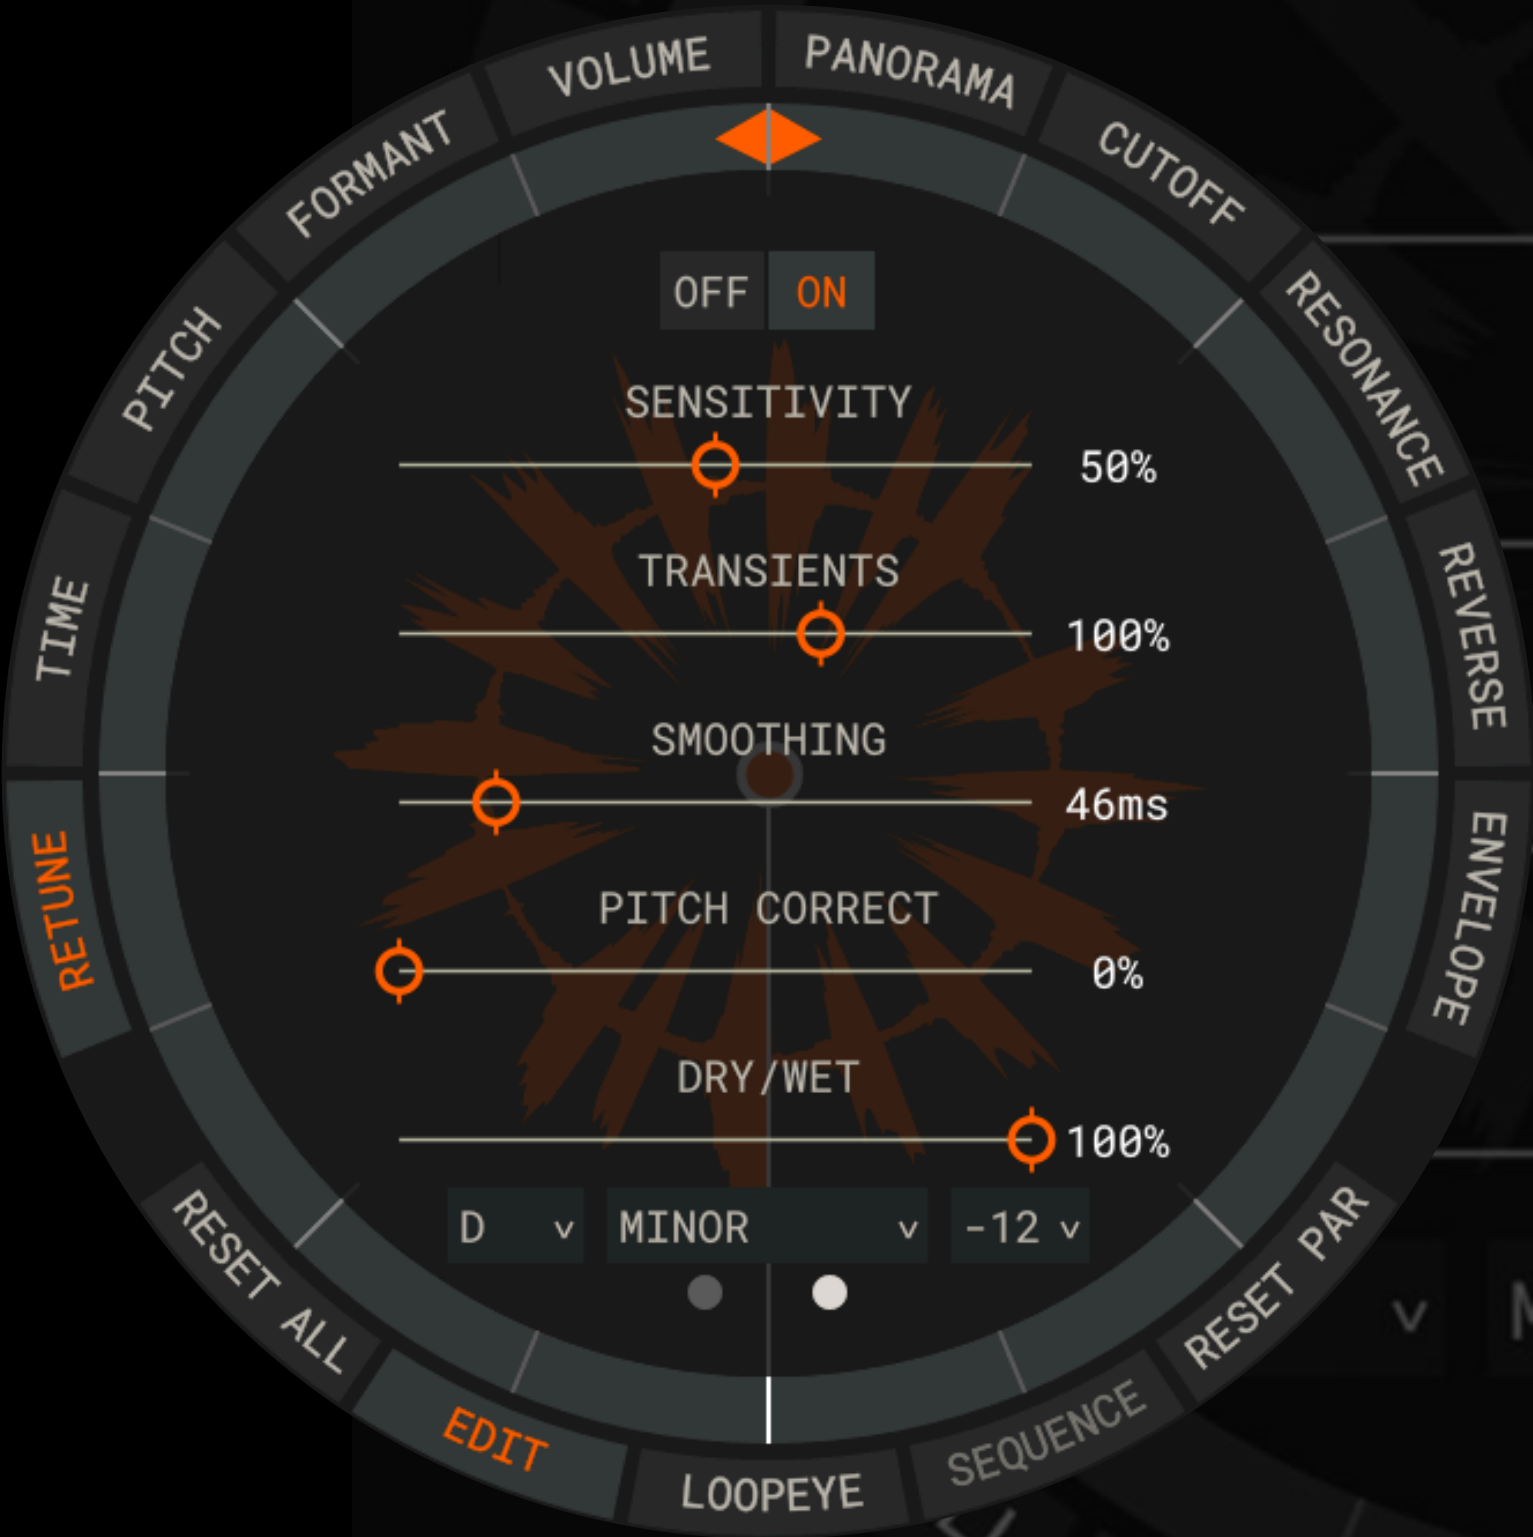 VOLUME
PANORAMA
FORMANT
CUTOFF
PITCH
RESONANCE
TIME
REVERSE
RETUNE
ENVELOPE
OFF ON
SENSITIVITY
50%
TRANSIENTS
100%
SMOOTHING
46ms
PITCH CORRECT
0%
DRY/WET
100%
D
MINOR
-12
RESET ALL
RESET PAR
EDIT
SEQUENCE
LOOPEYE